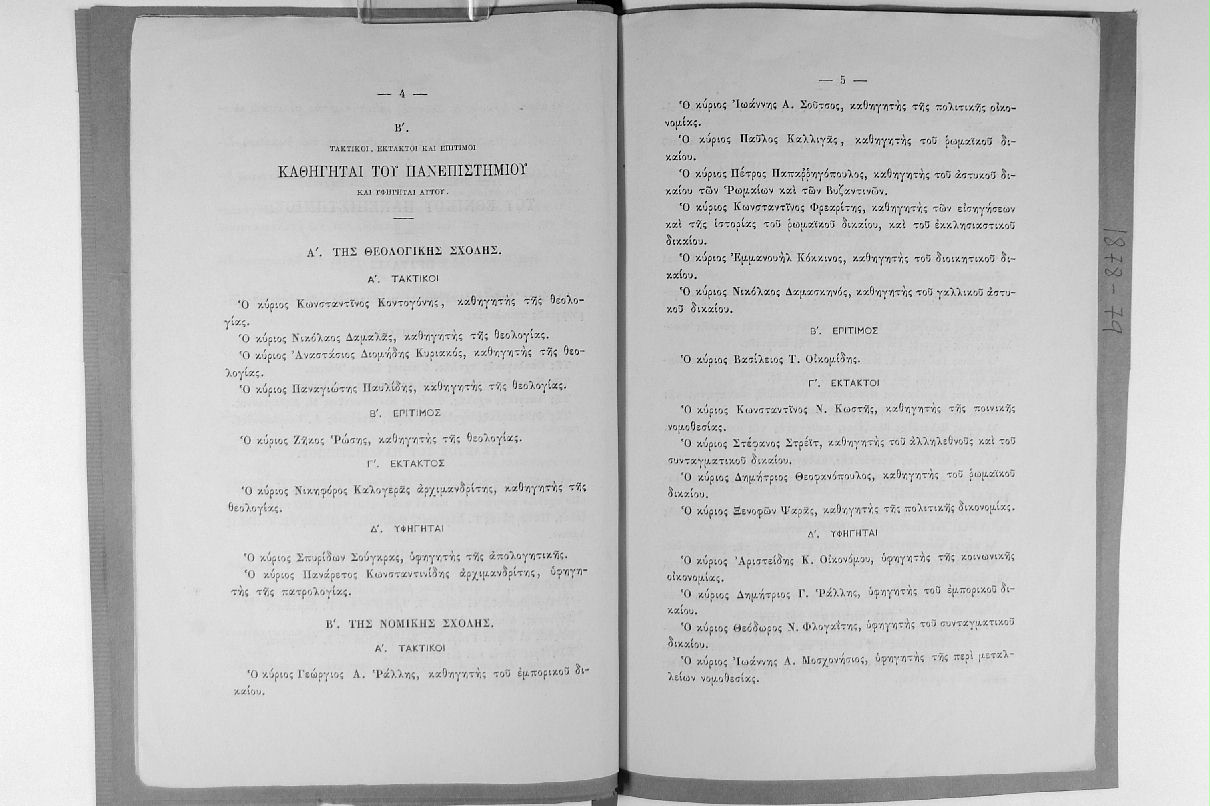 — 4 —
Β′.
ΤΑΚΤΙΚΟΙ, ΕΚΤΑΚΤΟΙ ΚΑΙ ΕΠΙΤΙΜΟΙ
ΚΑΘΗΓΗΤΑΙ ΤΟΥ ΠΑΝΕΠΙΣΤΗΜΙΟΥ
ΚΑΙ ΥΦΗΓΗΤΑΙ ΑΥΤΟΥ.
Α′. ΤΗΣ ΘΕΟΛΟΓΙΚΗΣ ΣΧΟΛΗΣ.
Α′. ΤΑΚΤΙΚΟΙ
Ὁ κύριος Κωνσταντῖνος Κοντογόνης, καθηγητὴς τῆς θεολο-
γίας.
Ὁ κύριος Νικόλαος Δαμαλᾶς, καθηγητὴς τῆς θεολογίας.
Ὁ κύριος Ἀναστάσιος Διομήδης Κυριακός, καθηγητὴς τῆς θεο-
λογίας.
Ὁ κύριος Παναγιώτης Παυλίδης, καθηγητὴς τῆς θεολογίας.
Β′. ΕΡΙΤΙΜΟΣ
Ὁ κύριος Ζῆκος Ῥώσης, καθηγητὴς τῆς θεολογίας.
Γ′. ΕΚΤΑΚΤΟΣ
Ὁ κύριος Νικηφόρος Καλογερᾶς ἀρχιμανδρίτης, καθηγητὴς τῆς
θεολογίας.
Δ′. ΥΦΗΓΗΤΑΙ
Ὁ κύριος Σπυρίδων Σούγκρας, ὑφηγητὴς τῆς ἀπολογητικῆς.
Ὁ κύριος Πανάρετος Κωνσταντινίδης ἀρχιμανδρίτης, ὑφηγη-
τὴς τῆς πατρολογίας.
Β′. ΤΗΣ ΝΟΜΙΚΗΣ ΣΧΟΛΗΣ.
Α′. ΤΑΚΤΙΚΟΙ
Ὁ κύριος Γεώργιος Α. Ῥάλλης, καθηγητὴς τοῦ ἐμπορικοῦ δι-
καίου.
— 5 —
Ὁ κύριος Ἰωάννης Α. Σοῦτσος, καθηγητὴς τῆς πολιτικῆς οἰκο-
νομίας.
Ὁ κύριος Παῦλος Καλλιγᾶς, καθηγητὴς τοῦ ῥωμαϊκοῦ δι-
καίου.
Ὁ κύριος Πέτρος Παπαῤῥηγόπουλος, καθηγητὴς τοῦ ἀστυκοῦ δι-
καίου τῶν Ῥωμαίων καὶ τῶν Βυζαντινῶν.
Ὁ κύριος Κωνσταντῖνος Φρεαρίτης, καθηγητὴς τῶν εἰσηγήσεων
καὶ τῆς ἱστορίας τοῦ ῥωμαϊκοῦ δικαίου, καὶ τοῦ ἐκκλησιαστικοῦ
δικαίου.
Ὁ κύριος Ἐμμανουὴλ Κόκκινος, καθηγητὴς τοῦ διοικητικοῦ δι-
καίου.
Ὁ κύριος Νικόλαος Δαμασκηνός, καθηγητὴς τοῦ γαλλικοῦ ἀστυ-
κοῦ δικαίου.
Β′. ΕΡΙΤΙΜΟΣ
Ὁ κύριος Βασίλειος Τ. Οἰκομίδης.
Γ′. ΕΚΤΑΚΤΟΙ
Ὁ κύριος Κωνσταντῖνος Ν. Κωστῆς, καθηγητὴς τῆς ποινικῆς
νομοθεσίας.
Ὁ κύριος Στέφανος Στρέϊτ, καθηγητὴς τοῦ ἀλληλεθνοῦς καὶ τοῦ
συνταγματικοῦ δικαίου.
Ὁ κύριος Δημήτριος Θεοφανόπουλος, καθηγητὴς τοῦ ῥωμαϊκοῦ
δικαίου.
Ὁ κύριος Ξενοφῶν Ψαρᾶς, καθηγητὴς τῆς πολιτικῆς δικονομίας.
Δ′. ΥΦΗΓΗΤΑΙ
Ὁ κύριος Ἀριστείδης Κ. Οἰκονόμου, ὑφηγητὴς τῆς κοινωνικῆς
οἰκονομίας.
Ὁ κύριος Δημήτριος Γ. Ῥάλλης, ὑφηγητὴς τοῦ ἐμπορικοῦ δι-
καίου.
Ὁ κύριος Θεόδωρος Ν. Φλογαΐτης, ὑφηγητὴς τοῦ συνταγματικοῦ
δικαίου.
Ὁ κύριος Ἰωάννης Α. Μοσχονήσιος, ὑφηγητὴς τῆς περὶ μεταλ-
λείων νομοθεσίας.
1878-79